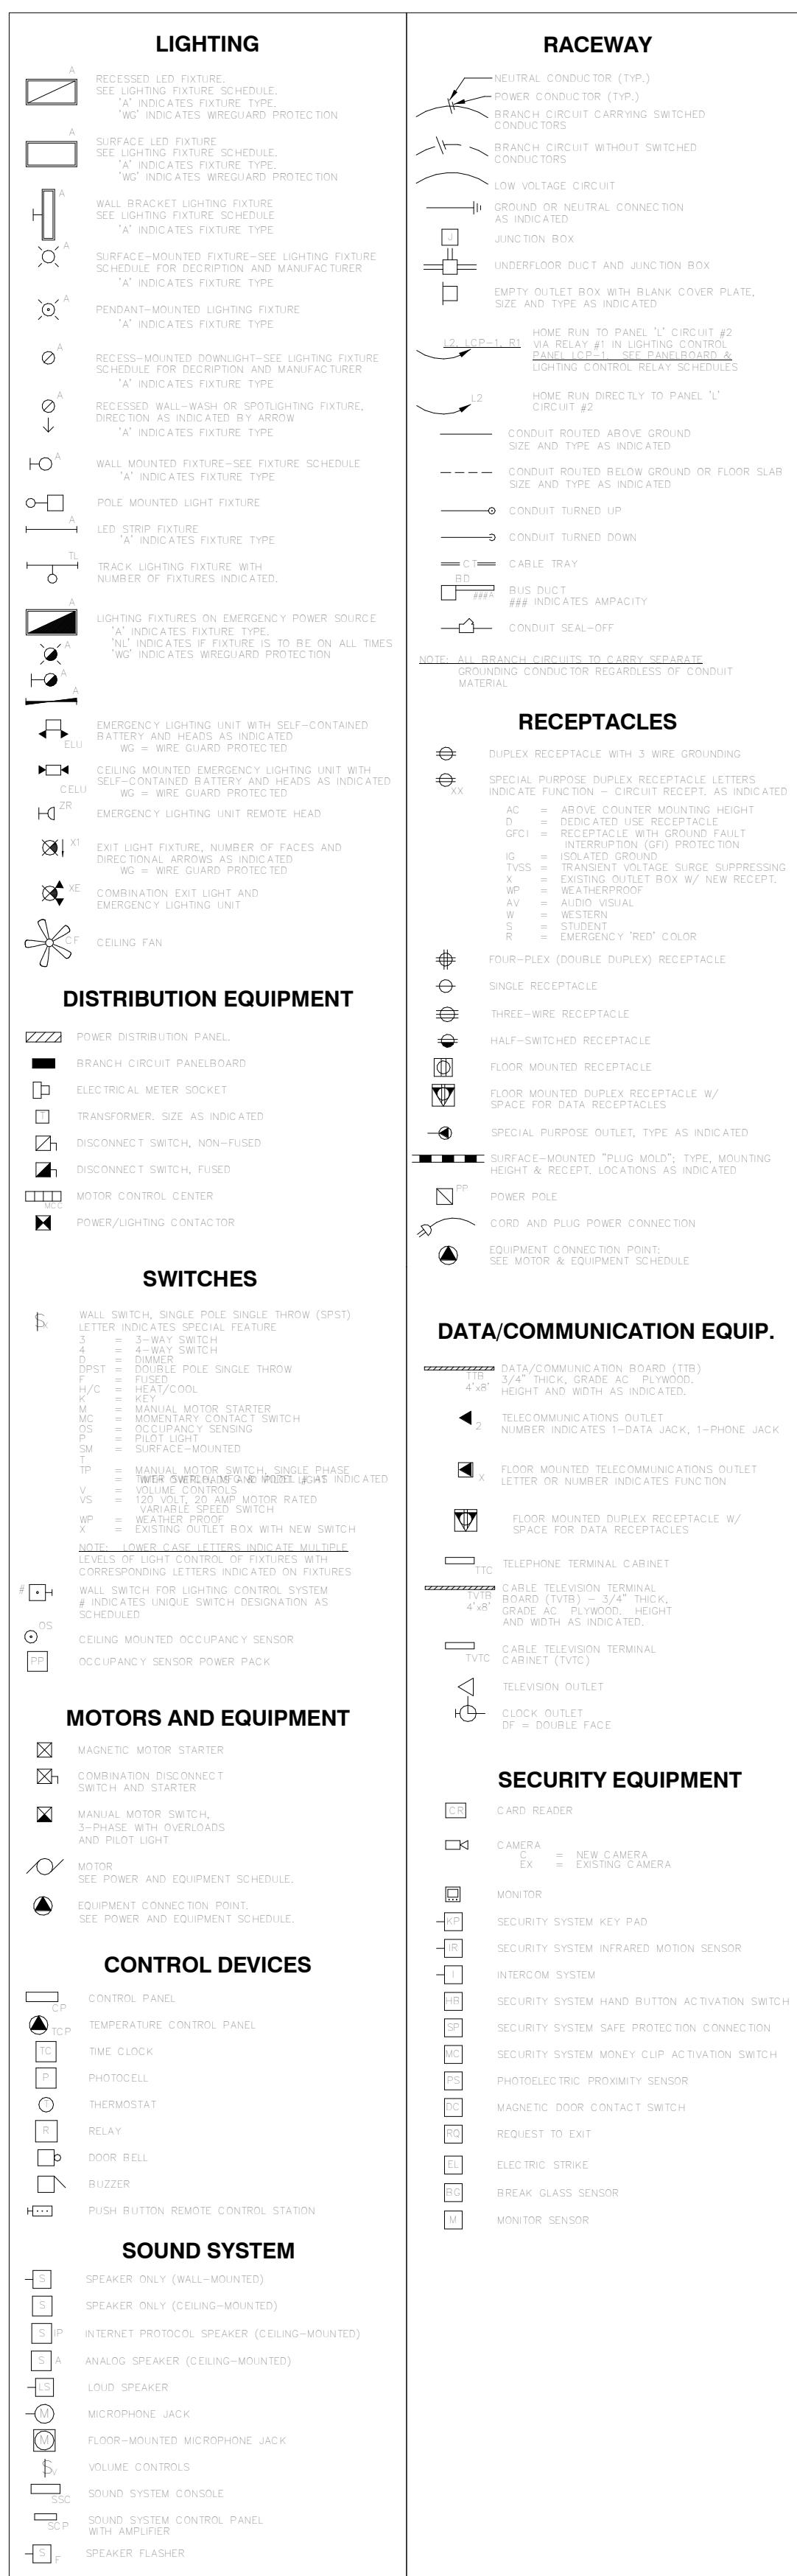 LIGHTING
A
RECESSED LED FIXTURE.
SEE LIGHTING FIXTURE SCHEDULE.
'A' INDICATES FIXTURE TYPE.
'WG' INDICATES WIREGUARD PROTECTION
A
SURFACE LED FIXTURE
SEE LIGHTING FIXTURE SCHEDULE.
'A' INDICATES FIXTURE TYPE.
'WG' INDICATES WIREGUARD PROTECTION
A
WALL BRACKET LIGHTING FIXTURE
SEE LIGHTING FIXTURE SCHEDULE
'A' INDICATES FIXTURE TYPE
A
SURFACE-MOUNTED FIXTURE-SEE LIGHTING FIXTURE
SCHEDULE FOR DECRIPTION AND MANUFACTURER
'A' INDICATES FIXTURE TYPE
A
PENDANT-MOUNTED LIGHTING FIXTURE
'A' INDICATES FIXTURE TYPE
A
RECESS-MOUNTED DOWNLIGHT-SEE LIGHTING FIXTURE
SCHEDULE FOR DECRIPTION AND MANUFACTURER
'A' INDICATES FIXTURE TYPE
A
RECESSED WALL-WASH OR SPOTLIGHTING FIXTURE,
DIRECTION AS INDICATED BY ARROW
'A' INDICATES FIXTURE TYPE
A
WALL MOUNTED FIXTURE-SEE FIXTURE SCHEDULE
'A' INDICATES FIXTURE TYPE
POLE MOUNTED LIGHT FIXTURE
A
LED STRIP FIXTURE
'A' INDICATES FIXTURE TYPE
TL
TRACK LIGHTING FIXTURE WITH
NUMBER OF FIXTURES INDICATED.
A
LIGHTING FIXTURES ON EMERGENCY POWER SOURCE
'A' INDICATES FIXTURE TYPE.
'NL' INDICATES IF FIXTURE IS TO BE ON ALL TIMES
'WG' INDICATES WIREGUARD PROTECTION
A
A
A
EMERGENCY LIGHTING UNIT WITH SELF-CONTAINED
BATTERY AND HEADS AS INDICATED
ELU
WG = WIRE GUARD PROTECTED
CEILING MOUNTED EMERGENCY LIGHTING UNIT WITH
SELF-CONTAINED BATTERY AND HEADS AS INDICATED
CELU
WG = WIRE GUARD PROTECTED
ZR
EMERGENCY LIGHTING UNIT REMOTE HEAD
X1
EXIT LIGHT FIXTURE, NUMBER OF FACES AND
DIRECTIONAL ARROWS AS INDICATED
WG = WIRE GUARD PROTECTED
XE
COMBINATION EXIT LIGHT AND
EMERGENCY LIGHTING UNIT
CF
CEILING FAN
DISTRIBUTION EQUIPMENT
POWER DISTRIBUTION PANEL.
BRANCH CIRCUIT PANELBOARD
ELECTRICAL METER SOCKET
T
TRANSFORMER. SIZE AS INDICATED
DISCONNECT SWITCH, NON-FUSED
DISCONNECT SWITCH, FUSED
MOTOR CONTROL CENTER
MCC
POWER/LIGHTING CONTACTOR
SWITCHES
$X
WALL SWITCH, SINGLE POLE SINGLE THROW (SPST)
LETTER INDICATES SPECIAL FEATURE
3 = 3-WAY SWITCH
4 = 4-WAY SWITCH
D = DIMMER
DPST = DOUBLE POLE SINGLE THROW
F = FUSED
H/C = HEAT/COOL
K = KEY
M = MANUAL MOTOR STARTER
MC = MOMENTARY CONTACT SWITCH
OS = OCCUPANCY SENSING
P = PILOT LIGHT
SM = SURFACE-MOUNTED
T
TP = MANUAL MOTOR SWITCH, SINGLE PHASE
WITH OVERLOADS AND PILOT LIGHT
= TIMER SWITCH, MFG & MODEL # AT INDICATED
V = VOLUME CONTROLS
VS = 120 VOLT, 20 AMP MOTOR RATED
VARIABLE SPEED SWITCH
WP = WEATHER PROOF
X = EXISTING OUTLET BOX WITH NEW SWITCH
NOTE: LOWER CASE LETTERS INDICATE MULTIPLE
LEVELS OF LIGHT CONTROL OF FIXTURES WITH
CORRESPONDING LETTERS INDICATED ON FIXTURES
#
WALL SWITCH FOR LIGHTING CONTROL SYSTEM
# INDICATES UNIQUE SWITCH DESIGNATION AS
SCHEDULED
OS
CEILING MOUNTED OCCUPANCY SENSOR
PP
OCCUPANCY SENSOR POWER PACK
MOTORS AND EQUIPMENT
MAGNETIC MOTOR STARTER
COMBINATION DISCONNECT
SWITCH AND STARTER
MANUAL MOTOR SWITCH,
3-PHASE WITH OVERLOADS
AND PILOT LIGHT
MOTOR
SEE POWER AND EQUIPMENT SCHEDULE.
EQUIPMENT CONNECTION POINT.
SEE POWER AND EQUIPMENT SCHEDULE.
CONTROL DEVICES
CONTROL PANEL
CP
TCP
TEMPERATURE CONTROL PANEL
TC
TIME CLOCK
P
PHOTOCELL
T
THERMOSTAT
R
RELAY
DOOR BELL
BUZZER
PUSH BUTTON REMOTE CONTROL STATION
SOUND SYSTEM
S
SPEAKER ONLY (WALL-MOUNTED)
S
SPEAKER ONLY (CEILING-MOUNTED)
S IP
INTERNET PROTOCOL SPEAKER (CEILING-MOUNTED)
S A
ANALOG SPEAKER (CEILING-MOUNTED)
LS
LOUD SPEAKER
M
MICROPHONE JACK
M
FLOOR-MOUNTED MICROPHONE JACK
$V
VOLUME CONTROLS
SSC
SOUND SYSTEM CONSOLE
SCP
SOUND SYSTEM CONTROL PANEL
WITH AMPLIFIER
S F
SPEAKER FLASHER
RACEWAY
NEUTRAL CONDUCTOR (TYP.)
POWER CONDUCTOR (TYP.)
BRANCH CIRCUIT CARRYING SWITCHED
CONDUCTORS
BRANCH CIRCUIT WITHOUT SWITCHED
CONDUCTORS
LOW VOLTAGE CIRCUIT
GROUND OR NEUTRAL CONNECTION
AS INDICATED
J
JUNCTION BOX
UNDERFLOOR DUCT AND JUNCTION BOX
EMPTY OUTLET BOX WITH BLANK COVER PLATE,
SIZE AND TYPE AS INDICATED
L2, LCP-1, R1
HOME RUN TO PANEL 'L' CIRCUIT #2
VIA RELAY #1 IN LIGHTING CONTROL
PANEL LCP-1. SEE PANELBOARD &
LIGHTING CONTROL RELAY SCHEDULES
L2
HOME RUN DIRECTLY TO PANEL 'L'
CIRCUIT #2
CONDUIT ROUTED ABOVE GROUND
SIZE AND TYPE AS INDICATED
CONDUIT ROUTED BELOW GROUND OR FLOOR SLAB
SIZE AND TYPE AS INDICATED
CONDUIT TURNED UP
CONDUIT TURNED DOWN
CT
CABLE TRAY
BD
###A
BUS DUCT
### INDICATES AMPACITY
CONDUIT SEAL-OFF
NOTE: ALL BRANCH CIRCUITS TO CARRY SEPARATE
GROUNDING CONDUCTOR REGARDLESS OF CONDUIT
MATERIAL
RECEPTACLES
DUPLEX RECEPTACLE WITH 3 WIRE GROUNDING
XX
SPECIAL PURPOSE DUPLEX RECEPTACLE LETTERS
INDICATE FUNCTION - CIRCUIT RECEPT. AS INDICATED
AC = ABOVE COUNTER MOUNTING HEIGHT
D = DEDICATED USE RECEPTACLE
GFCI = RECEPTACLE WITH GROUND FAULT
INTERRUPTION (GFI) PROTECTION
IG = ISOLATED GROUND
TVSS = TRANSIENT VOLTAGE SURGE SUPPRESSING
X = EXISTING OUTLET BOX W/ NEW RECEPT.
WP = WEATHERPROOF
AV = AUDIO VISUAL
W = WESTERN
S = STUDENT
R = EMERGENCY 'RED' COLOR
FOUR-PLEX (DOUBLE DUPLEX) RECEPTACLE
SINGLE RECEPTACLE
THREE-WIRE RECEPTACLE
HALF-SWITCHED RECEPTACLE
FLOOR MOUNTED RECEPTACLE
FLOOR MOUNTED DUPLEX RECEPTACLE W/
SPACE FOR DATA RECEPTACLES
SPECIAL PURPOSE OUTLET, TYPE AS INDICATED
SURFACE-MOUNTED "PLUG MOLD"; TYPE, MOUNTING
HEIGHT & RECEPT. LOCATIONS AS INDICATED
PP
POWER POLE
CORD AND PLUG POWER CONNECTION
EQUIPMENT CONNECTION POINT;
SEE MOTOR & EQUIPMENT SCHEDULE
DATA/COMMUNICATION EQUIP.
TTB
4'x8'
DATA/COMMUNICATION BOARD (TTB)
3/4" THICK, GRADE AC PLYWOOD.
HEIGHT AND WIDTH AS INDICATED.
2
TELECOMMUNICATIONS OUTLET
NUMBER INDICATES 1-DATA JACK, 1-PHONE JACK
X
FLOOR MOUNTED TELECOMMUNICATIONS OUTLET
LETTER OR NUMBER INDICATES FUNCTION
FLOOR MOUNTED DUPLEX RECEPTACLE W/
SPACE FOR DATA RECEPTACLES
TTC
TELEPHONE TERMINAL CABINET
TVTB
4'x8'
CABLE TELEVISION TERMINAL
BOARD (TVTB) - 3/4" THICK,
GRADE AC PLYWOOD. HEIGHT
AND WIDTH AS INDICATED.
TVTC
CABLE TELEVISION TERMINAL
CABINET (TVTC)
TELEVISION OUTLET
CLOCK OUTLET
DF = DOUBLE FACE
SECURITY EQUIPMENT
CR
CARD READER
CAMERA
C = NEW CAMERA
EX = EXISTING CAMERA
MONITOR
KP
SECURITY SYSTEM KEY PAD
IR
SECURITY SYSTEM INFRARED MOTION SENSOR
I
INTERCOM SYSTEM
HB
SECURITY SYSTEM HAND BUTTON ACTIVATION SWITCH
SP
SECURITY SYSTEM SAFE PROTECTION CONNECTION
MC
SECURITY SYSTEM MONEY CLIP ACTIVATION SWITCH
PS
PHOTOELECTRIC PROXIMITY SENSOR
DC
MAGNETIC DOOR CONTACT SWITCH
RQ
REQUEST TO EXIT
EL
ELECTRIC STRIKE
BG
BREAK GLASS SENSOR
M
MONITOR SENSOR